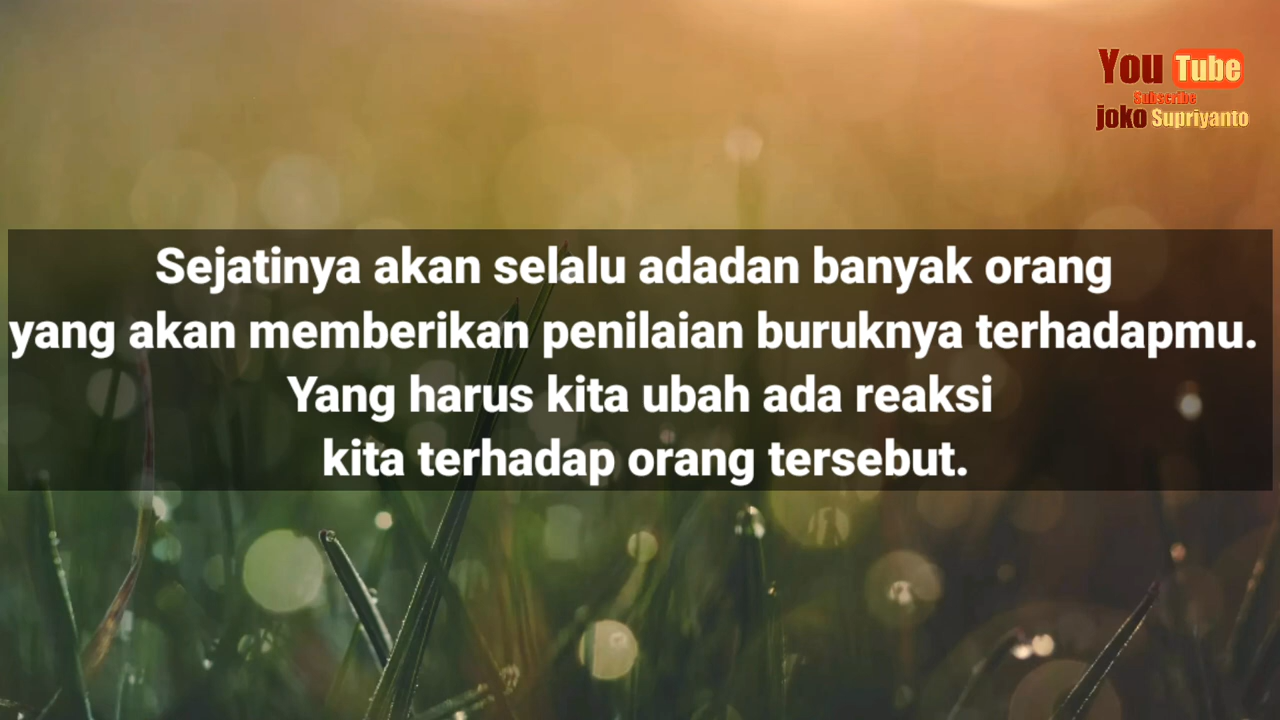 You Tube
Subscribe
joko Supriyanto
Sejatinya akan selalu adadan banyak orang
yang akan memberikan penilaian buruknya terhadapmu.
Yang harus kita ubah ada reaksi
kita terhadap orang tersebut.